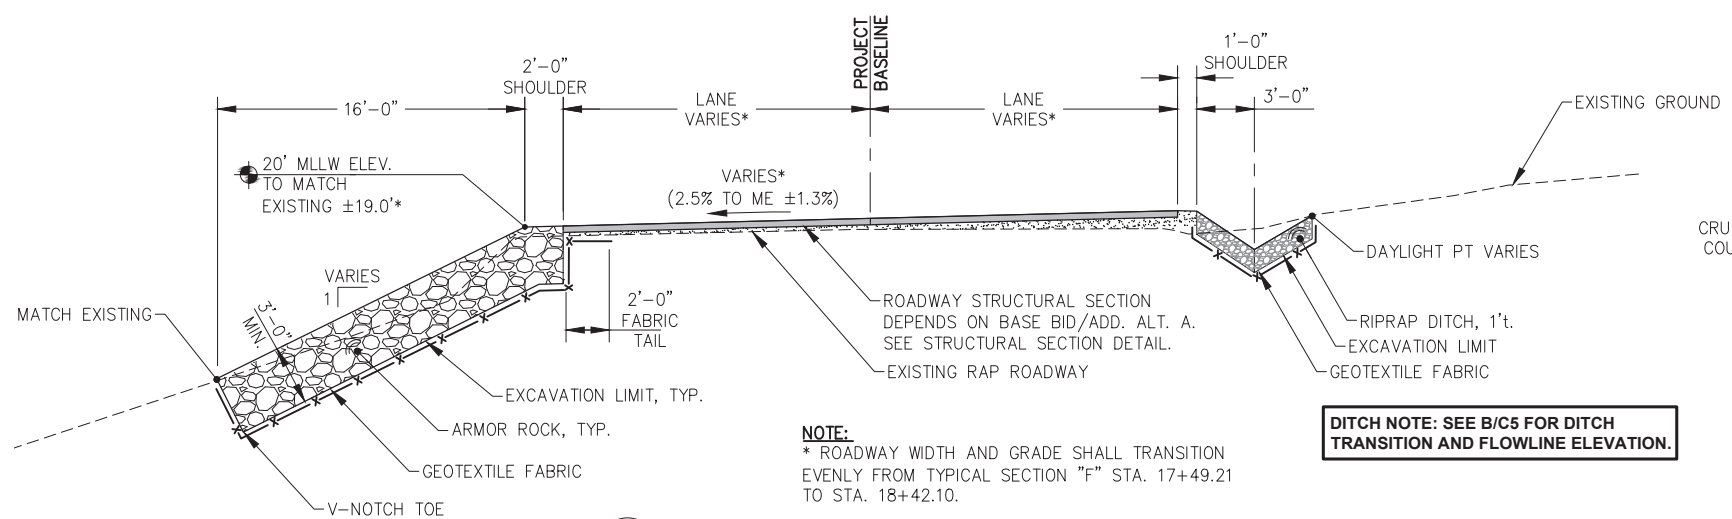 PROJECT
BASELINE
2'-0"
SHOULDER
1'-0"
SHOULDER
16'-0"
LANE
VARIES*
LANE
VARIES*
3'-0"
EXISTING GROUND
20' MLLW ELEV.
TO MATCH
EXISTING ±19.0'*
VARIES*
(2.5% TO ME ±1.3%)
CRU
COU
DAYLIGHT PT VARIES
VARIES
1
MATCH EXISTING
3'-0"
MIN.
2'-0"
FABRIC
TAIL
ROADWAY STRUCTURAL SECTION
DEPENDS ON BASE BID/ADD. ALT. A.
SEE STRUCTURAL SECTION DETAIL.
EXISTING RAP ROADWAY
RIPRAP DITCH, 1't.
EXCAVATION LIMIT
GEOTEXTILE FABRIC
EXCAVATION LIMIT, TYP.
ARMOR ROCK, TYP.
GEOTEXTILE FABRIC
V-NOTCH TOE
NOTE:
* ROADWAY WIDTH AND GRADE SHALL TRANSITION
EVENLY FROM TYPICAL SECTION "F" STA. 17+49.21
TO STA. 18+42.10.
DITCH NOTE: SEE B/C5 FOR DITCH
TRANSITION AND FLOWLINE ELEVATION.